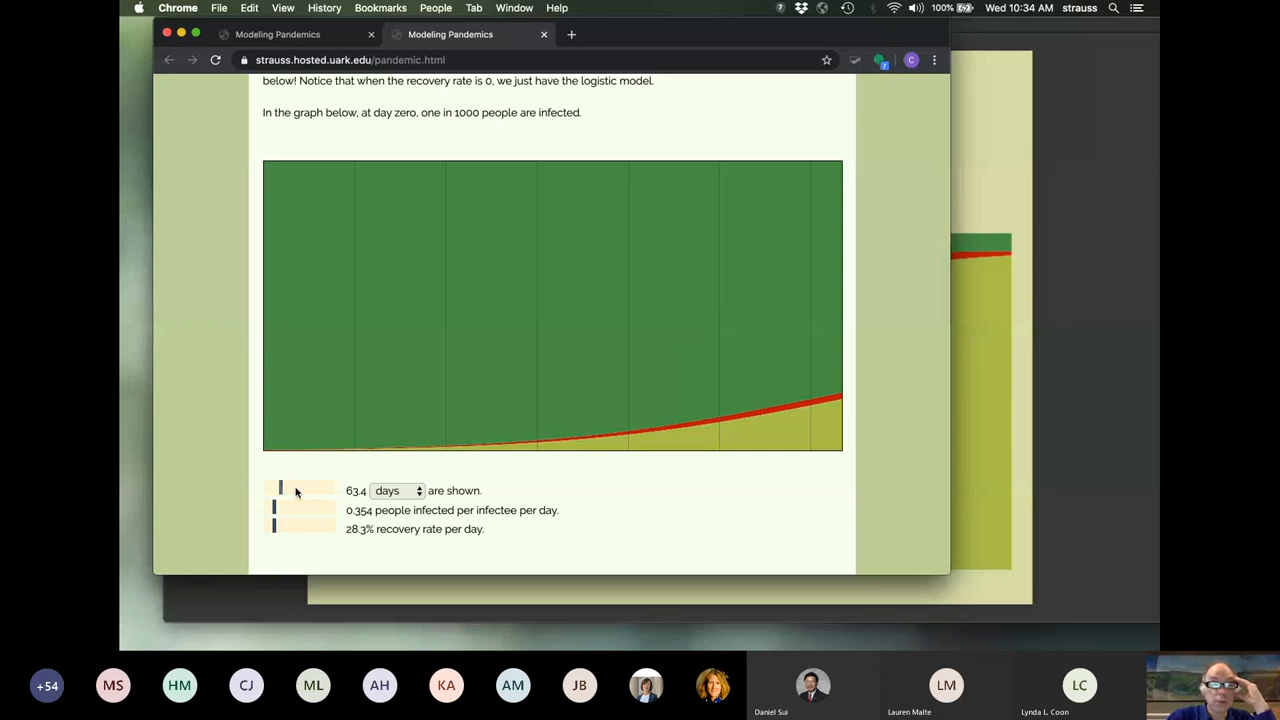 Chrome File Edit View History Bookmarks People Tab Window Help 100% Wed 10:34 AM strauss
Modeling Pandemics Modeling Pandemics
strauss.hosted.uark.edu/pandemic.html C
below! Notice that when the recovery rate is 0, we just have the logistic model.
In the graph below, at day zero, one in 1000 people are infected.
63.4 days are shown.
0.354 people infected per infectee per day.
28.3% recovery rate per day.
+54 MS HM CJ ML AH KA AM JB LM LC
Daniel Sui Lauren Malte Lynda L. Coon